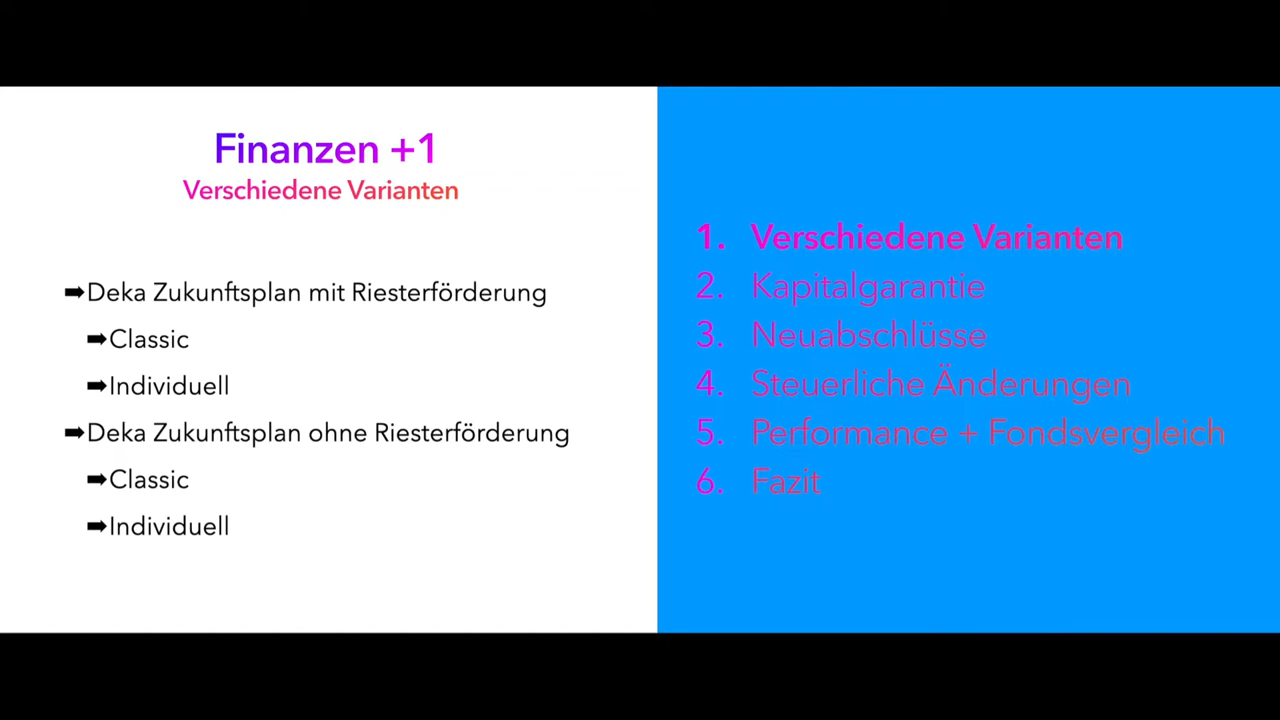 Finanzen +1
Verschiedene Varianten
➡Deka Zukunftsplan mit Riesterförderung
➡Classic
➡Individuell
➡Deka Zukunftsplan ohne Riesterförderung
➡Classic
➡Individuell
1. Verschiedene Varianten
2. Kapitalgarantie
3. Neuabschlüsse
4. Steuerliche Änderungen
5. Performance + Fondsvergleich
6. Fazit